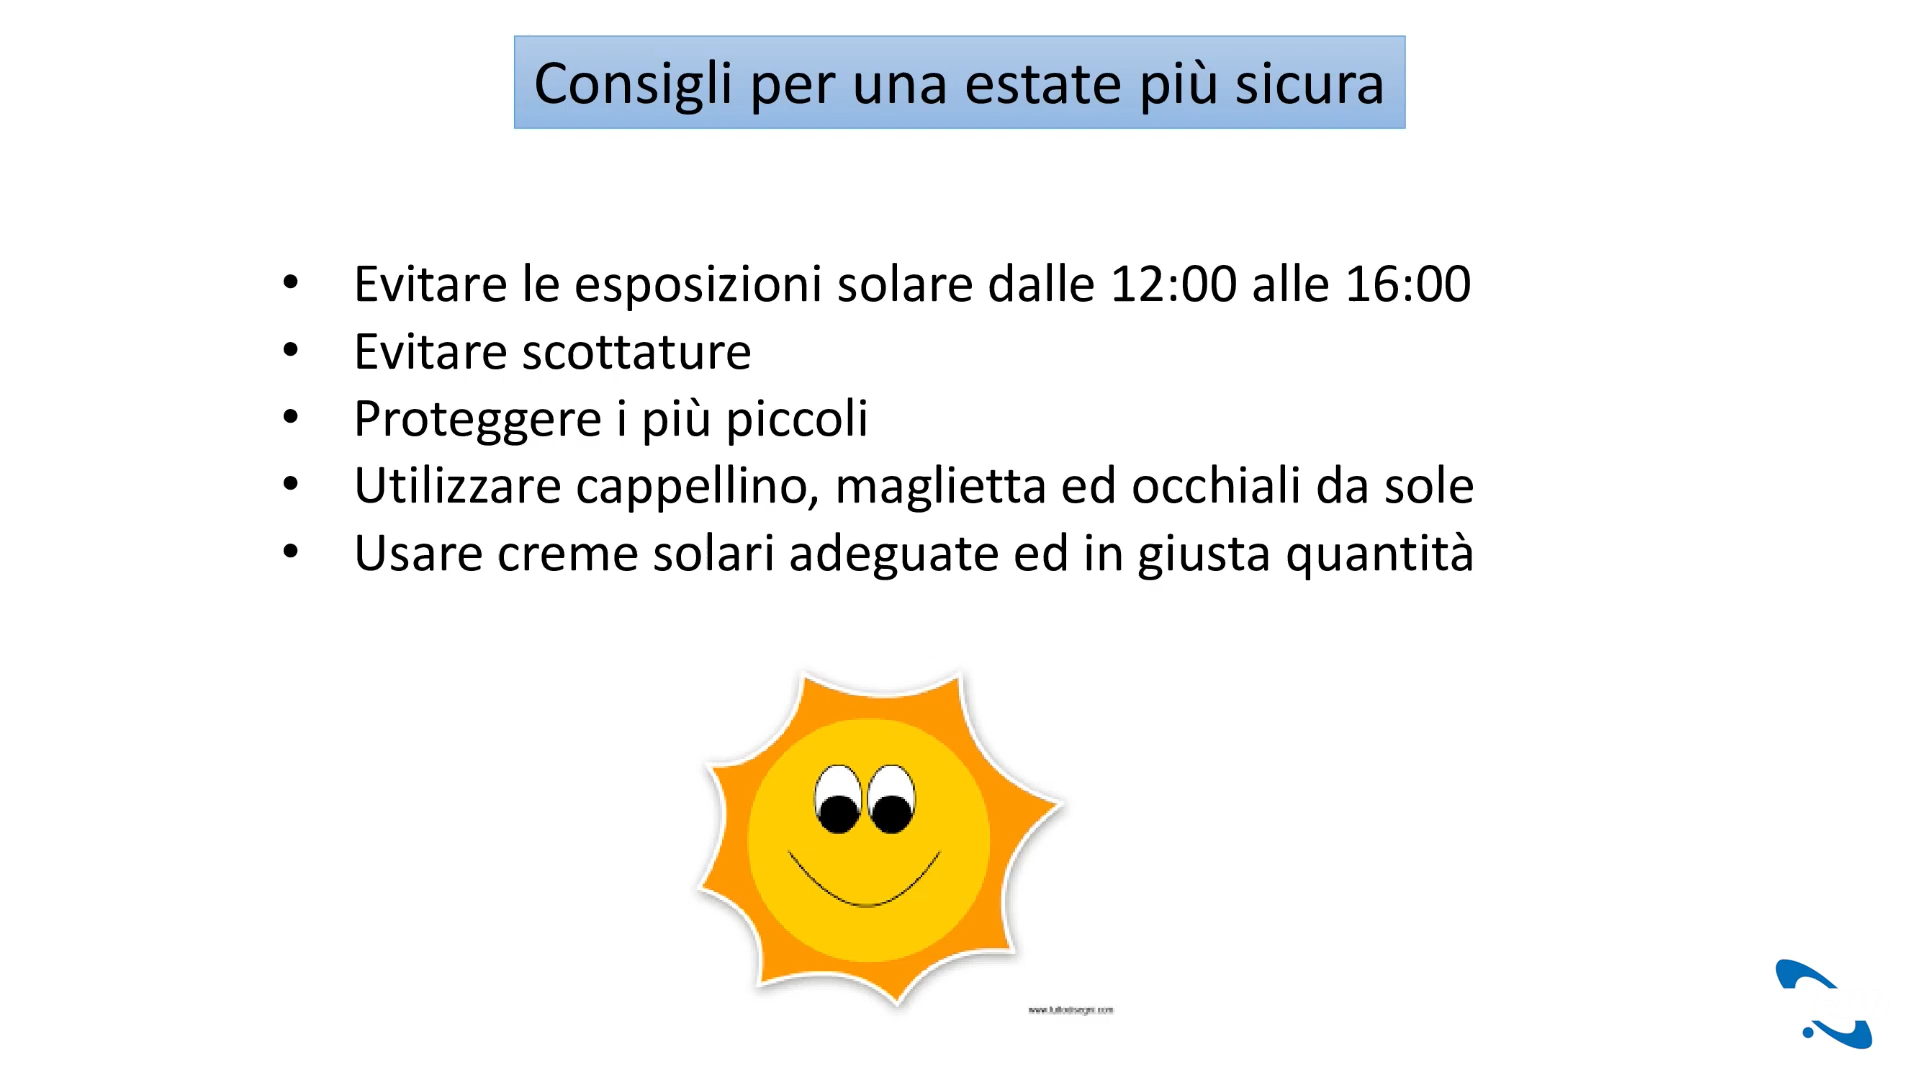 Consigli per una estate più sicura
• Evitare le esposizioni solare dalle 12:00 alle 16:00
• Evitare scottature
• Proteggere i più piccoli
• Utilizzare cappellino, maglietta ed occhiali da sole
• Usare creme solari adeguate ed in giusta quantità
www.tuttodisegni.com